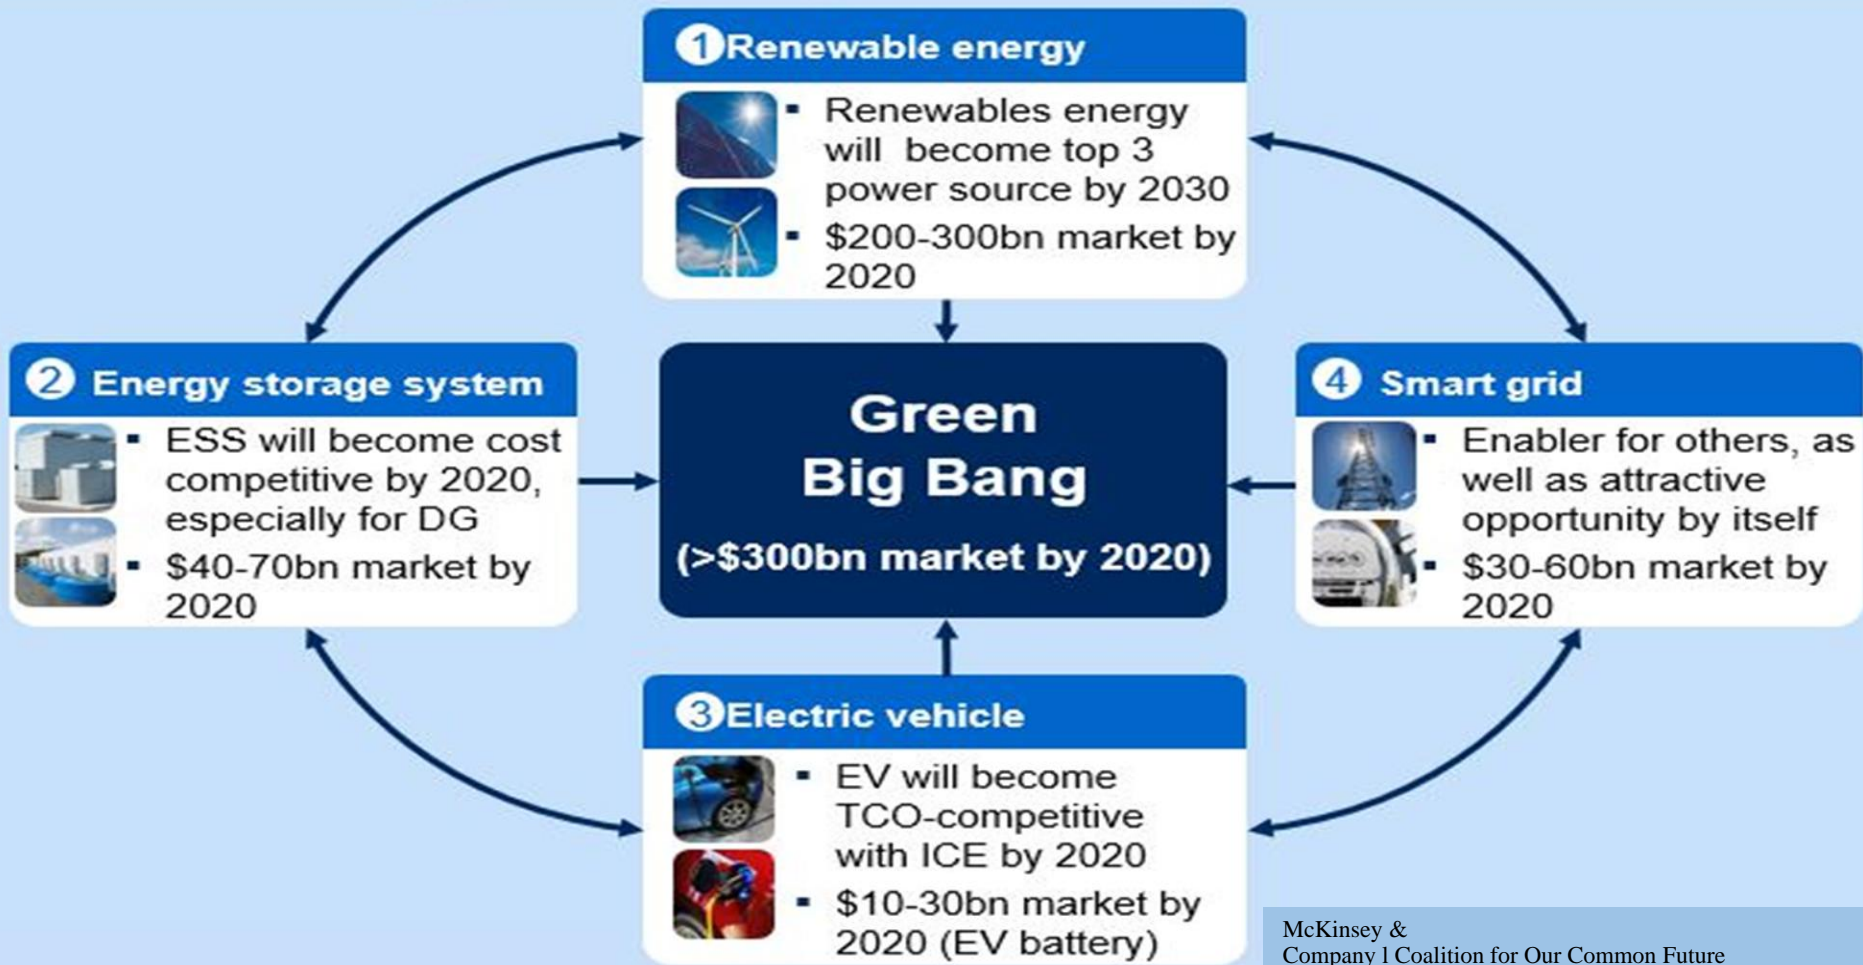 1 Renewable energy
▪ Renewables energy
will become top 3
power source by 2030
▪ $200-300bn market by
2020
2 Energy storage system
▪ ESS will become cost
competitive by 2020,
especially for DG
▪ $40-70bn market by
2020
Green
Big Bang
(>$300bn market by 2020)
4 Smart grid
▪ Enabler for others, as
well as attractive
opportunity by itself
▪ $30-60bn market by
2020
3 Electric vehicle
▪ EV will become
TCO-competitive
with ICE by 2020
▪ $10-30bn market by
2020 (EV battery)
McKinsey &
Company l Coalition for Our Common Future